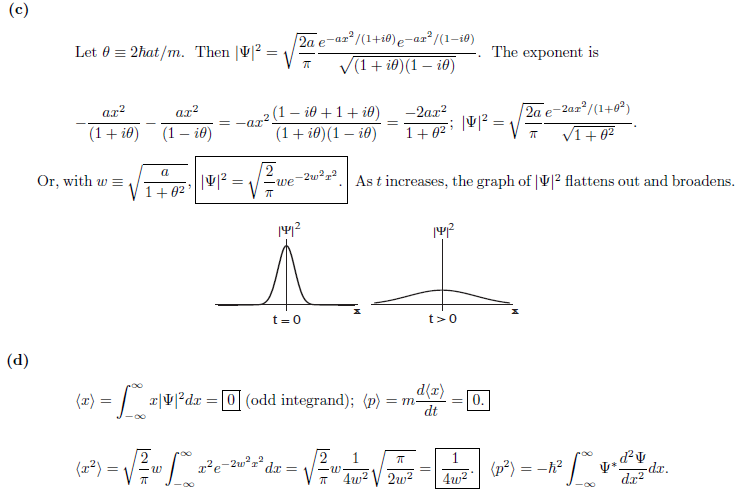 (c)
Let θ ≡ 2ħat/m. Then |Ψ|² = √(2a/π) e^{−ax²/(1+iθ)} e^{−ax²/(1−iθ)} / √((1 + iθ)(1 − iθ)). The exponent is
−ax²/(1 + iθ) − ax²/(1 − iθ) = −ax² (1 − iθ + 1 + iθ)/((1 + iθ)(1 − iθ)) = −2ax²/(1 + θ²); |Ψ|² = √(2a/π) e^{−2ax²/(1+θ²)}/√(1 + θ²).
Or, with w ≡ √(a/(1 + θ²)), |Ψ|² = √(2/π) we^{−2w²x²}. As t increases, the graph of |Ψ|² flattens out and broadens.
|Ψ|² |Ψ|²
x x
t = 0 t > 0
(d)
⟨x⟩ = ∫_{−∞}^{∞} x|Ψ|²dx = 0 (odd integrand); ⟨p⟩ = m d⟨x⟩/dt = 0.
⟨x²⟩ = √(2/π) w ∫_{−∞}^{∞} x²e^{−2w²x²} dx = √(2/π) w 1/(4w²) √(π/(2w²)) = 1/(4w²). ⟨p²⟩ = −ħ² ∫_{−∞}^{∞} Ψ* d²Ψ/dx² dx.